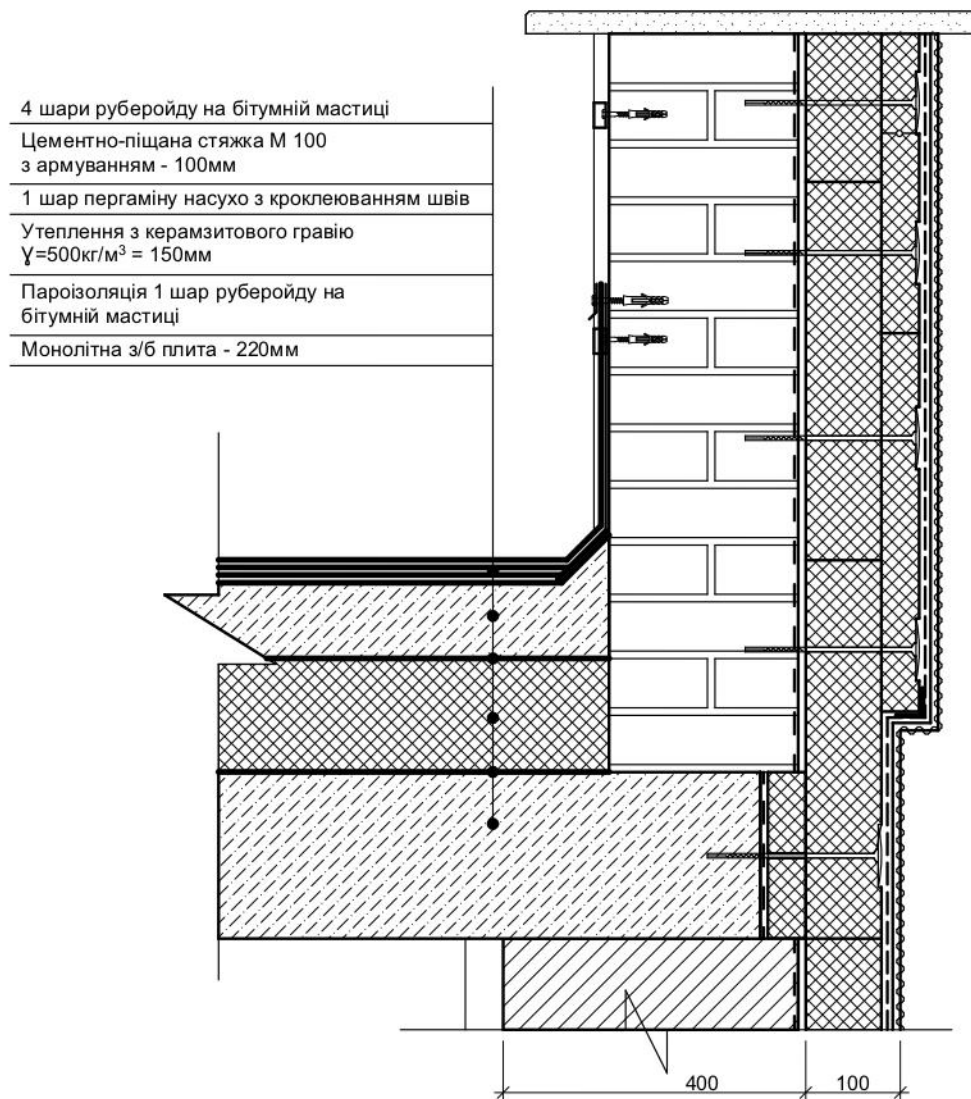 4 шари руберойду на бітумній мастиці
Цементно-піщана стяжка М 100
з армуванням - 100мм
1 шар пергаміну насухо з кроклеюванням швів
Утеплення з керамзитового гравію
Ɣ=500кг/м³ = 150мм
Пароізоляція 1 шар руберойду на
бітумній мастиці
Монолітна з/б плита - 220мм
400
100